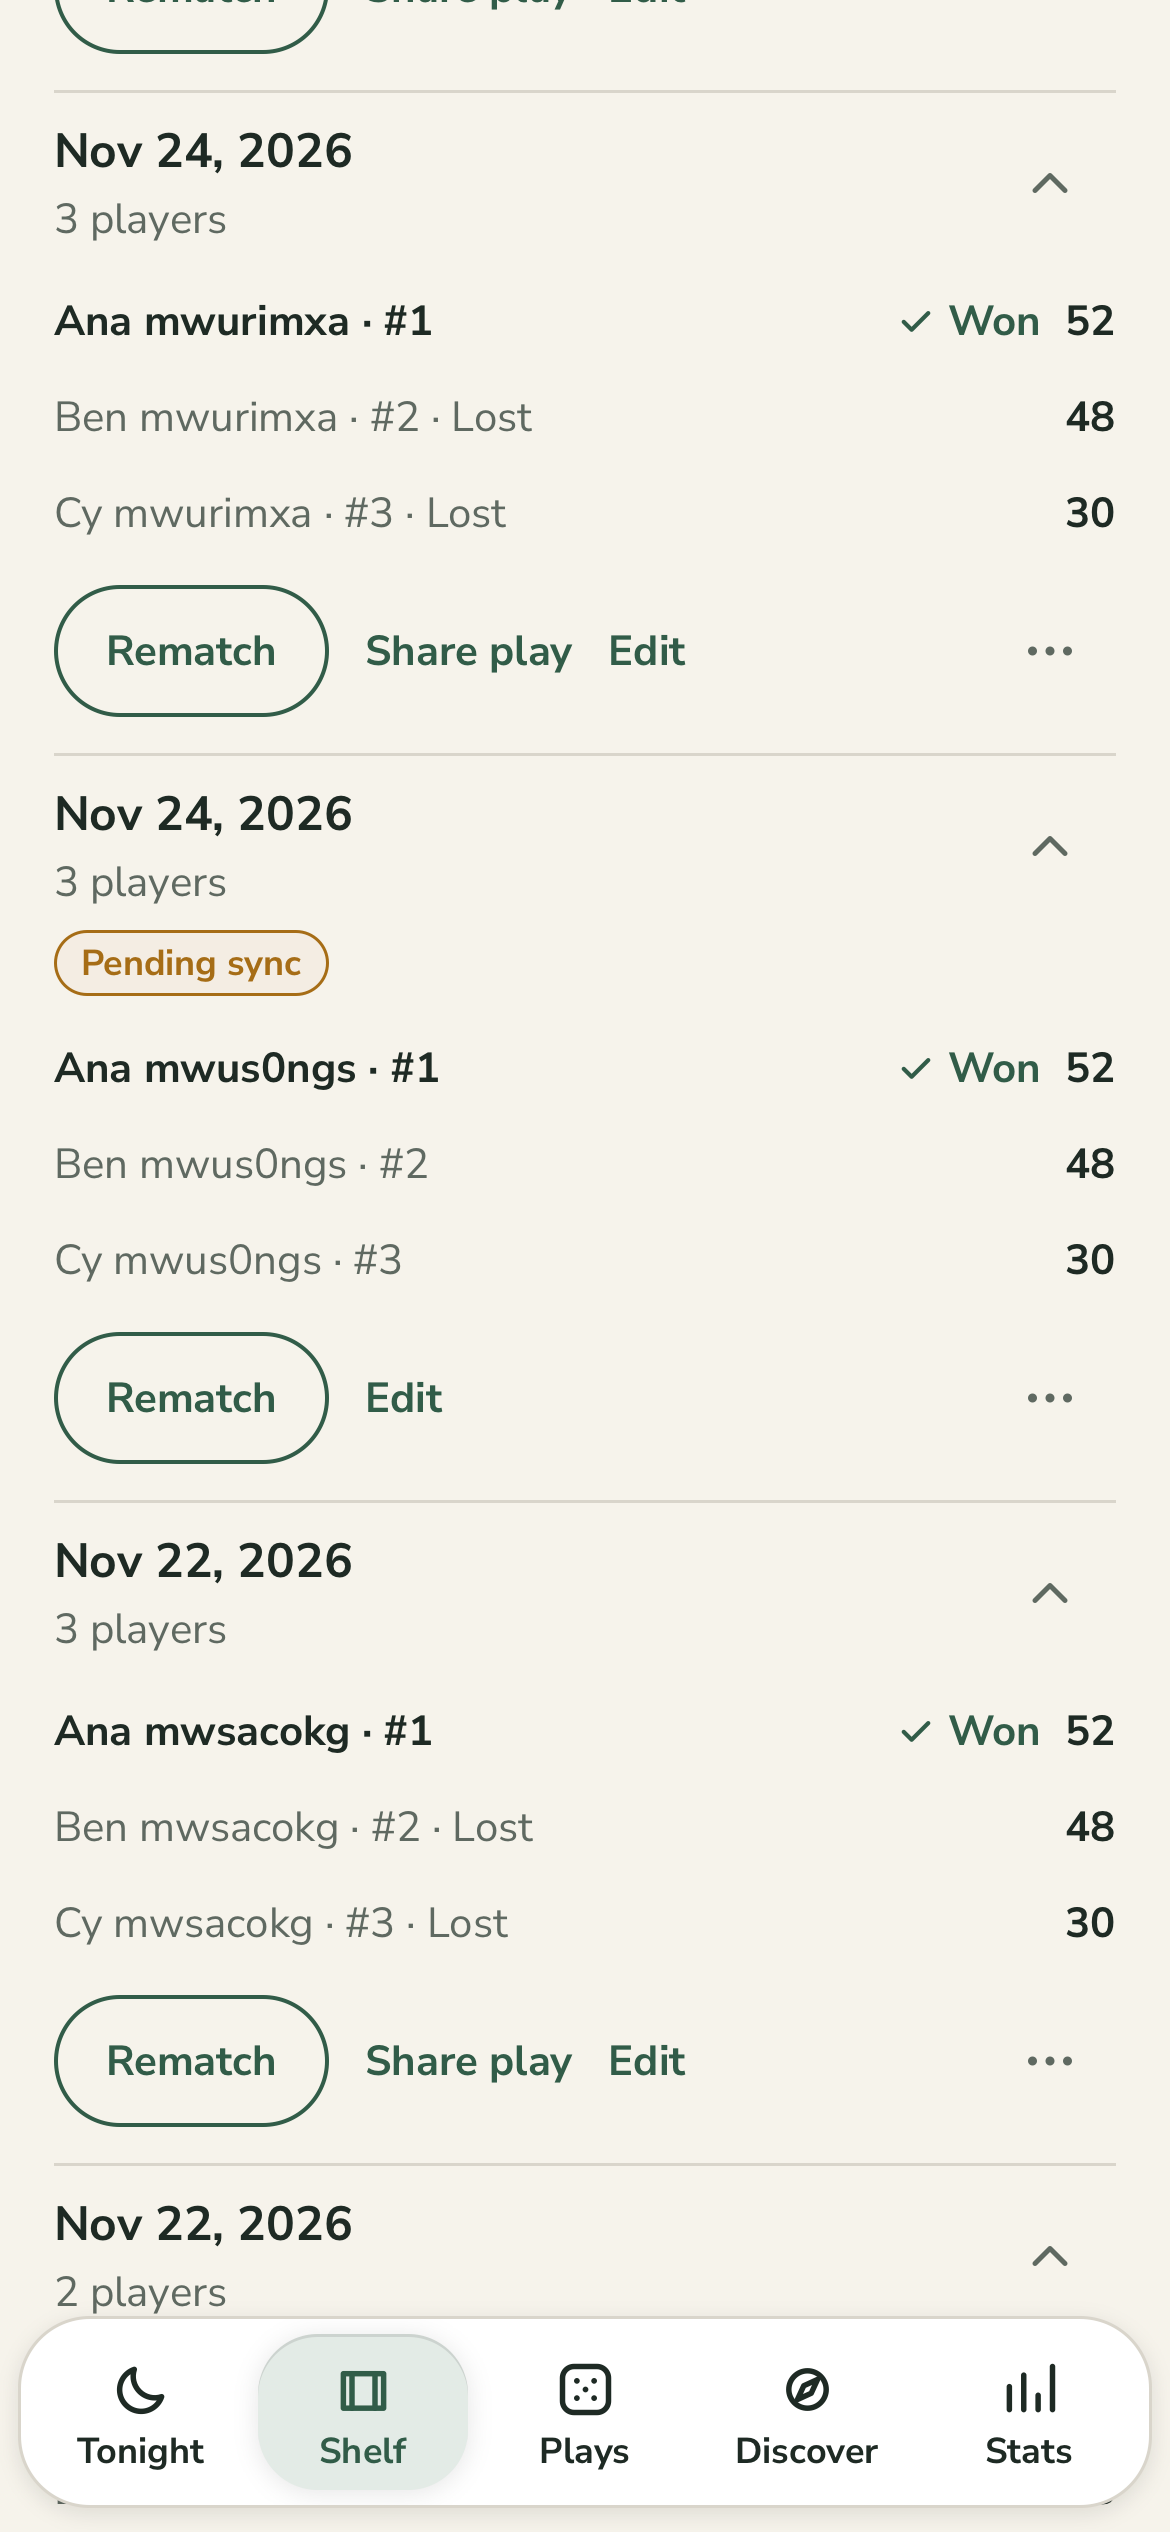 Rematch Share play Edit
Nov 24, 2026
3 players
Ana mwurimxa · #1 ✓ Won 52
Ben mwurimxa · #2 · Lost 48
Cy mwurimxa · #3 · Lost 30
Rematch Share play Edit ...
Nov 24, 2026
3 players
Pending sync
Ana mwus0ngs · #1 ✓ Won 52
Ben mwus0ngs · #2 48
Cy mwus0ngs · #3 30
Rematch Edit ...
Nov 22, 2026
3 players
Ana mwsacokg · #1 ✓ Won 52
Ben mwsacokg · #2 · Lost 48
Cy mwsacokg · #3 · Lost 30
Rematch Share play Edit ...
Nov 22, 2026
2 players
Tonight Shelf Plays Discover Stats